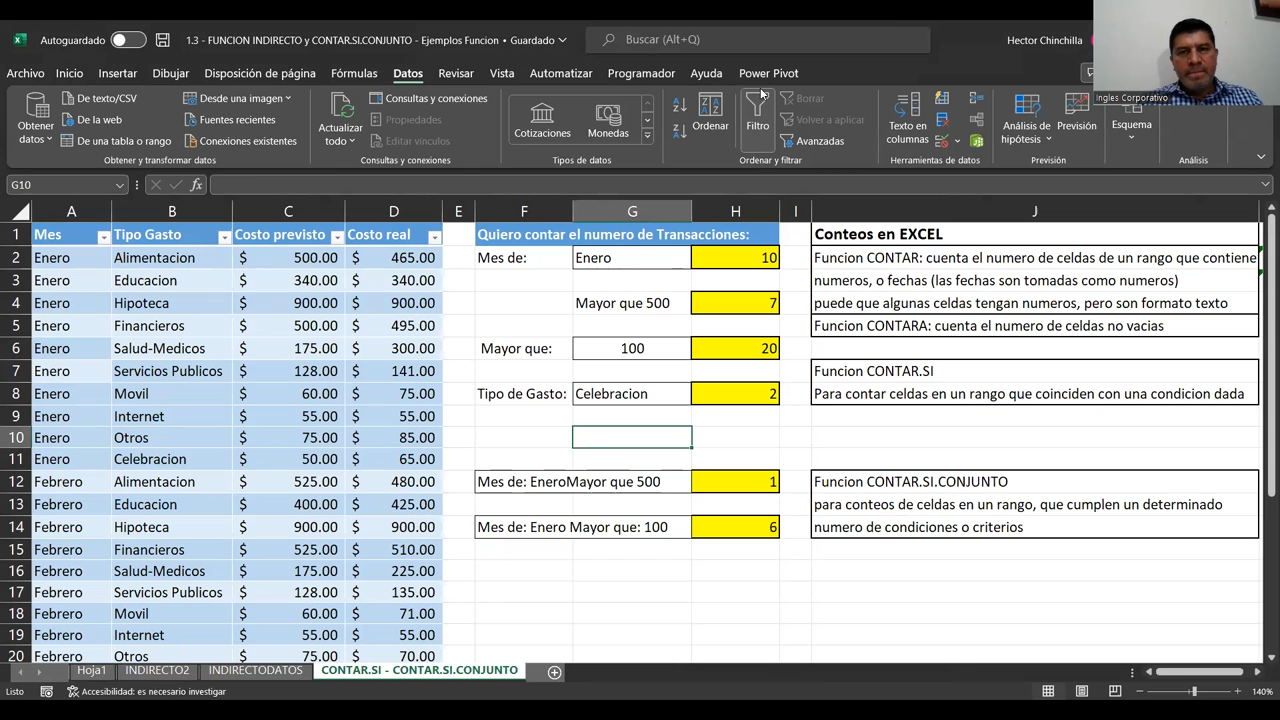 Autoguardado
1.3 - FUNCION INDIRECTO y CONTAR.SI.CONJUNTO - Ejemplos Funcion • Guardado
Buscar (Alt+Q)
Hector Chinchilla
Ingles Corporativo
Archivo Inicio Insertar Dibujar Disposición de página Fórmulas Datos Revisar Vista Automatizar Programador Ayuda Power Pivot
Obtener datos
De texto/CSV
De la web
De una tabla o rango
Desde una imagen
Fuentes recientes
Conexiones existentes
Obtener y transformar datos
Actualizar todo
Consultas y conexiones
Propiedades
Editar vínculos
Consultas y conexiones
Cotizaciones
Monedas
Tipos de datos
Ordenar
Filtro
Borrar
Volver a aplicar
Avanzadas
Ordenar y filtrar
Texto en columnas
Herramientas de datos
Análisis de hipótesis
Previsión
Previsión
Esquema
Análisis
G10
fx
A B C D E F G H I J
1 Mes Tipo Gasto Costo previsto Costo real Quiero contar el numero de Transacciones: Conteos en EXCEL
2 Enero Alimentacion $ 500.00 $ 465.00 Mes de: Enero 10 Funcion CONTAR: cuenta el numero de celdas de un rango que contiene
3 Enero Educacion $ 340.00 $ 340.00 numeros, o fechas (las fechas son tomadas como numeros)
4 Enero Hipoteca $ 900.00 $ 900.00 Mayor que 500 7 puede que algunas celdas tengan numeros, pero son formato texto
5 Enero Financieros $ 500.00 $ 495.00 Funcion CONTARA: cuenta el numero de celdas no vacias
6 Enero Salud-Medicos $ 175.00 $ 300.00 Mayor que: 100 20
7 Enero Servicios Publicos $ 128.00 $ 141.00 Funcion CONTAR.SI
8 Enero Movil $ 60.00 $ 75.00 Tipo de Gasto: Celebracion 2 Para contar celdas en un rango que coinciden con una condicion dada
9 Enero Internet $ 55.00 $ 55.00
10 Enero Otros $ 75.00 $ 85.00
11 Enero Celebracion $ 50.00 $ 65.00
12 Febrero Alimentacion $ 525.00 $ 480.00 Mes de: EneroMayor que 500 1 Funcion CONTAR.SI.CONJUNTO
13 Febrero Educacion $ 400.00 $ 425.00 para conteos de celdas en un rango, que cumplen un determinado
14 Febrero Hipoteca $ 900.00 $ 900.00 Mes de: Enero Mayor que: 100 6 numero de condiciones o criterios
15 Febrero Financieros $ 525.00 $ 510.00
16 Febrero Salud-Medicos $ 175.00 $ 225.00
17 Febrero Servicios Publicos $ 128.00 $ 135.00
18 Febrero Movil $ 60.00 $ 71.00
19 Febrero Internet $ 55.00 $ 55.00
20 Febrero Otros $ 75.00 $ 70.00
Hoja1 INDIRECTO2 INDIRECTODATOS CONTAR.SI - CONTAR.SI.CONJUNTO
Listo Accesibilidad: es necesario investigar 140%